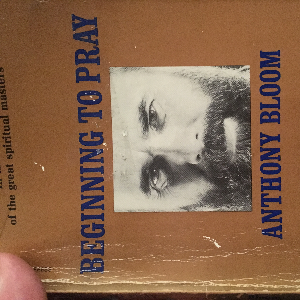 of the great spiritual masters
BEGINNING TO PRAY
ANTHONY BLOOM